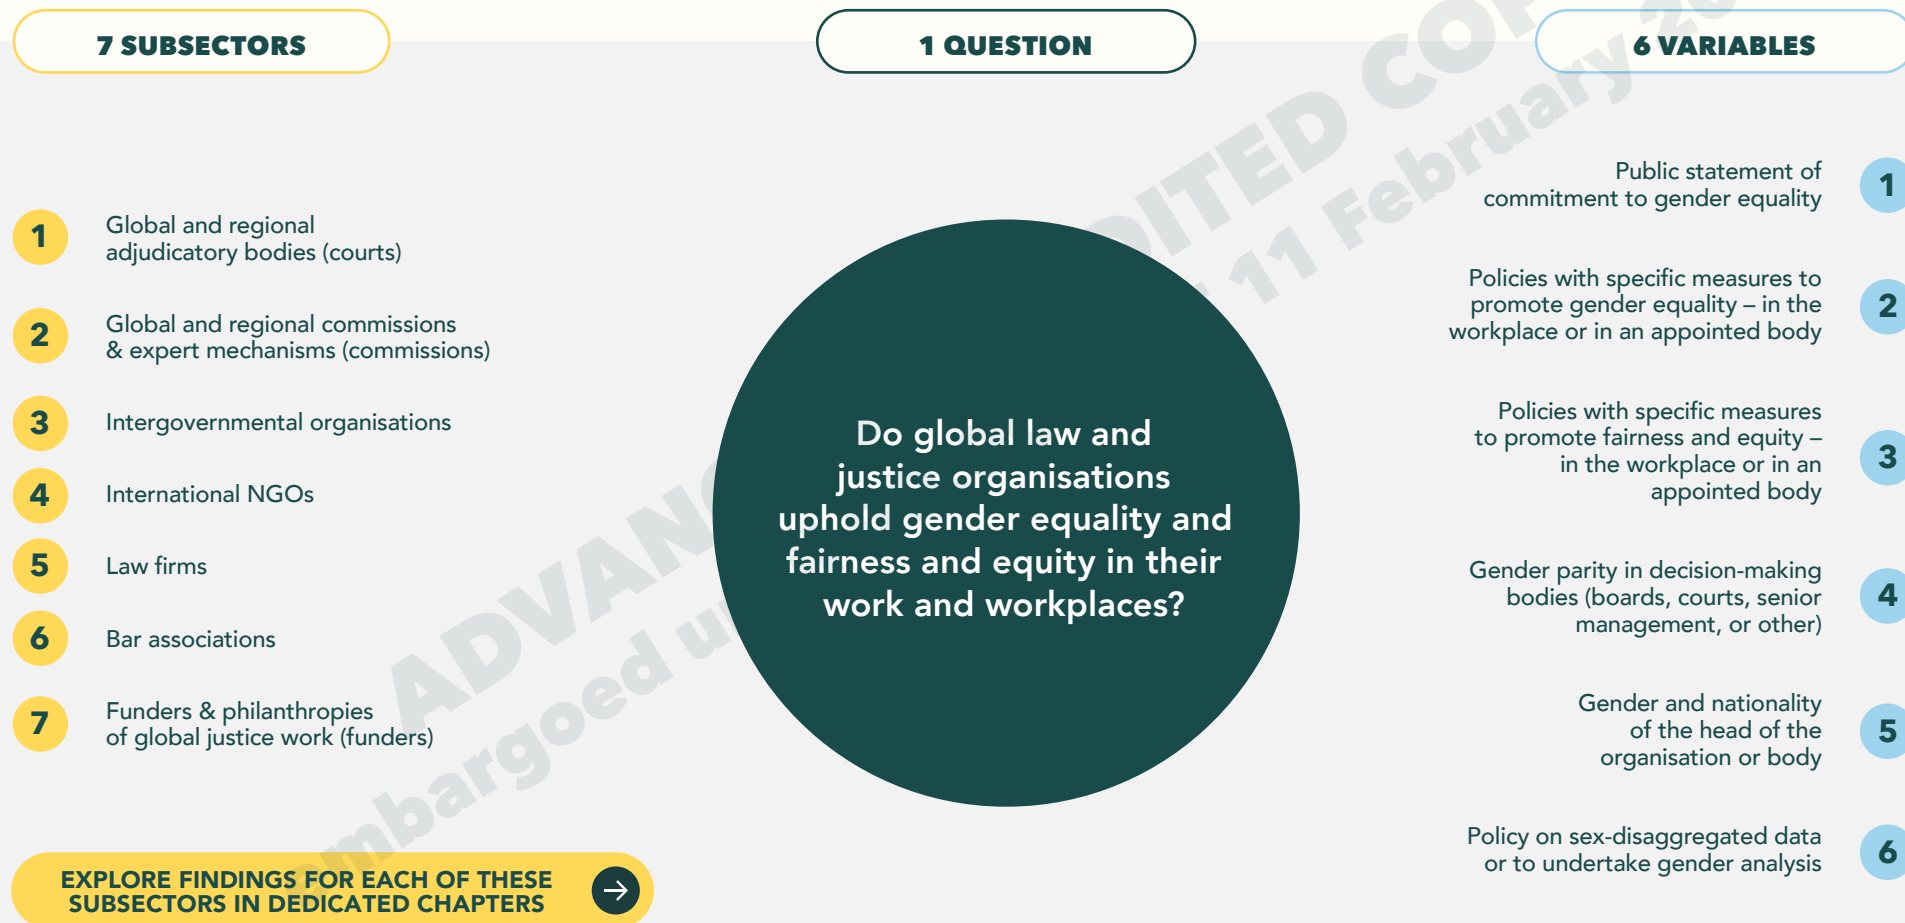 7 SUBSECTORS
1 QUESTION
6 VARIABLES
1
Global and regional
adjudicatory bodies (courts)
2
Global and regional commissions
& expert mechanisms (commissions)
3
Intergovernmental organisations
4
International NGOs
5
Law firms
6
Bar associations
7
Funders & philanthropies
of global justice work (funders)
EXPLORE FINDINGS FOR EACH OF THESE
SUBSECTORS IN DEDICATED CHAPTERS
Do global law and
justice organisations
uphold gender equality and
fairness and equity in their
work and workplaces?
Public statement of
commitment to gender equality
1
Policies with specific measures to
promote gender equality – in the
workplace or in an appointed body
2
Policies with specific measures
to promote fairness and equity –
in the workplace or in an
appointed body
3
Gender parity in decision-making
bodies (boards, courts, senior
management, or other)
4
Gender and nationality
of the head of the
organisation or body
5
Policy on sex-disaggregated data
or to undertake gender analysis
6
embargoed
11 February